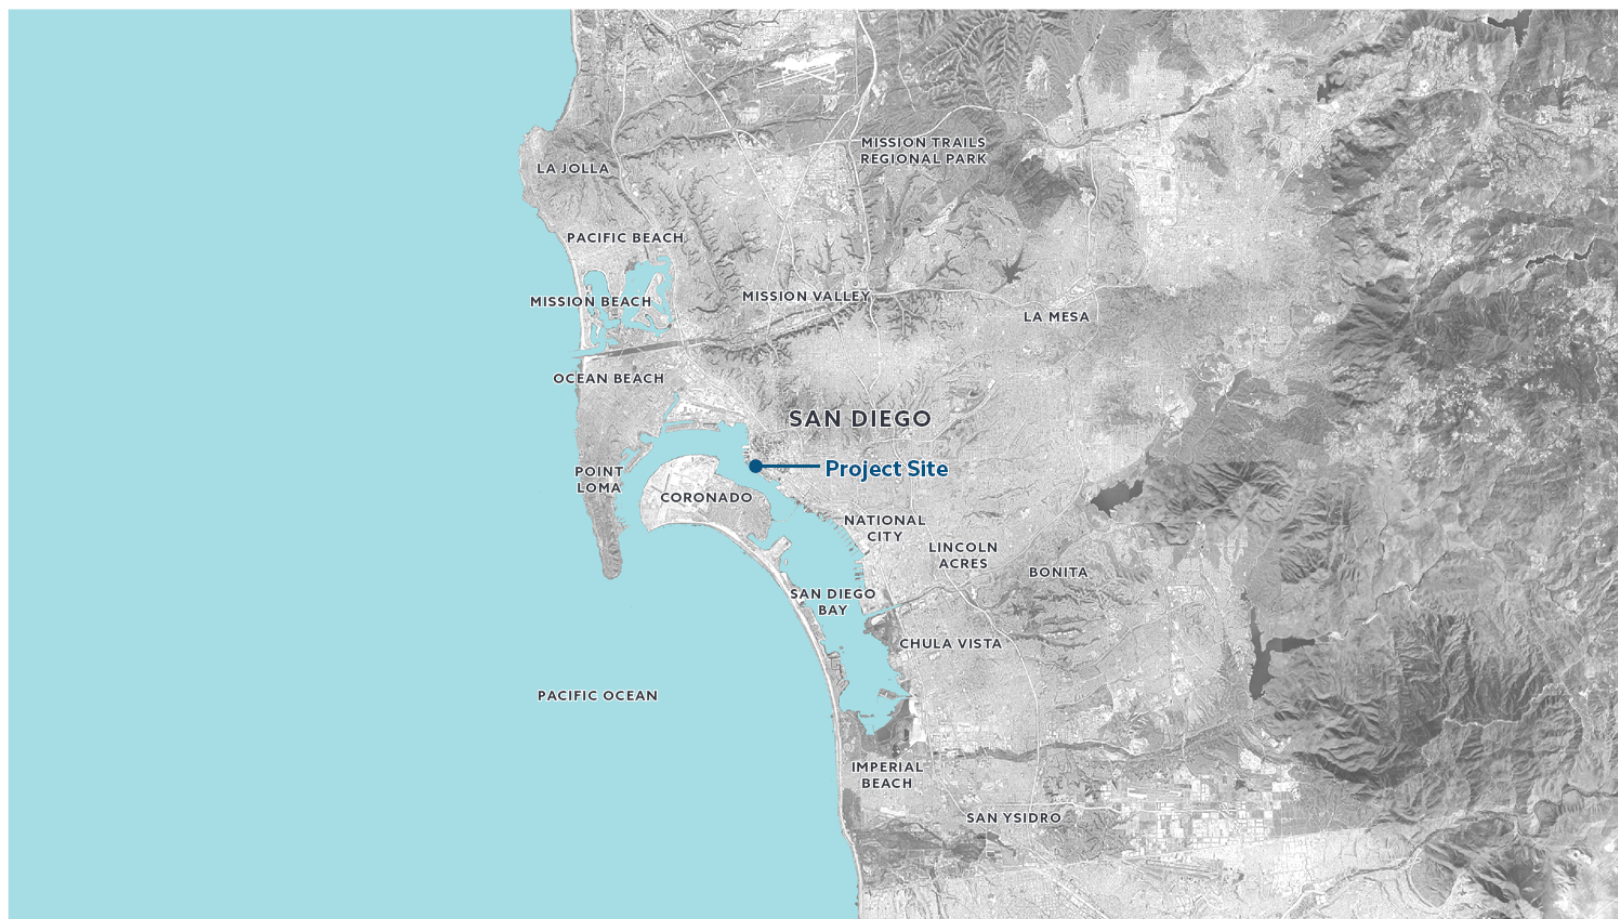 MISSION TRAILS
REGIONAL PARK
LA JOLLA
PACIFIC BEACH
MISSION BEACH
MISSION VALLEY
LA MESA
OCEAN BEACH
SAN DIEGO
Project Site
POINT
LOMA
CORONADO
NATIONAL
CITY
LINCOLN
ACRES
BONITA
SAN DIEGO
BAY
CHULA VISTA
PACIFIC OCEAN
IMPERIAL
BEACH
SAN YSIDRO